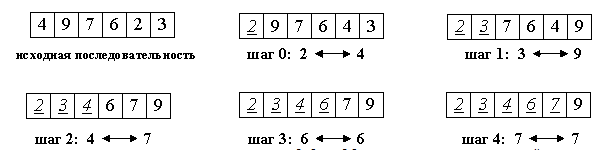 4 9 7 6 2 3
исходная последовательность
2 9 7 6 4 3
шаг 0: 2 ⟷ 4
2 3 7 6 4 9
шаг 1: 3 ⟷ 9
2 3 4 6 7 9
шаг 2: 4 ⟷ 7
2 3 4 6 7 9
шаг 3: 6 ⟷ 6
2 3 4 6 7 9
шаг 4: 7 ⟷ 7